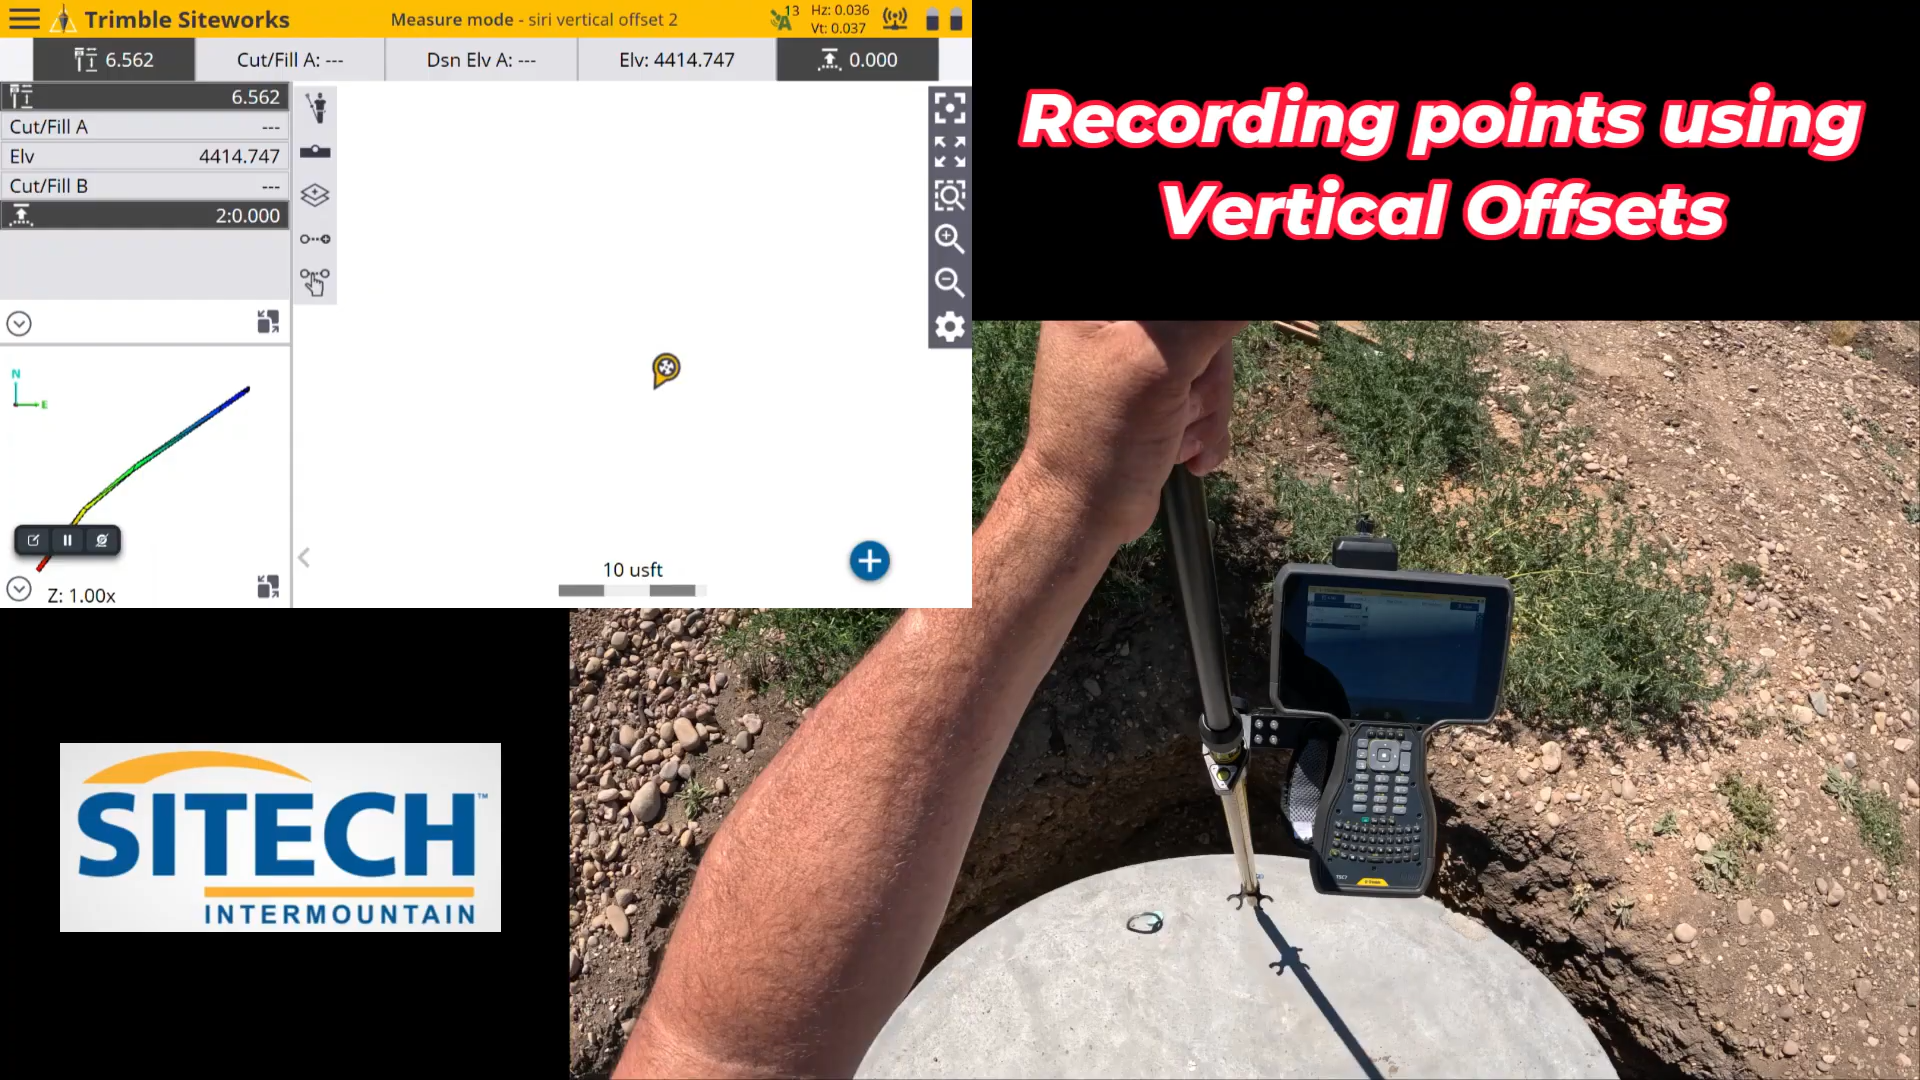 Trimble Siteworks
Measure mode - siri vertical offset 2
13
Hz: 0.036
Vt: 0.037
6.562
Cut/Fill A: ---
Dsn Elv A: ---
Elv: 4414.747
0.000
6.562
Cut/Fill A ---
Elv 4414.747
Cut/Fill B ---
2:0.000
N
E
Z: 1.00x
10 usft
Recording points using
Vertical Offsets
SITECH™
INTERMOUNTAIN
TSC7